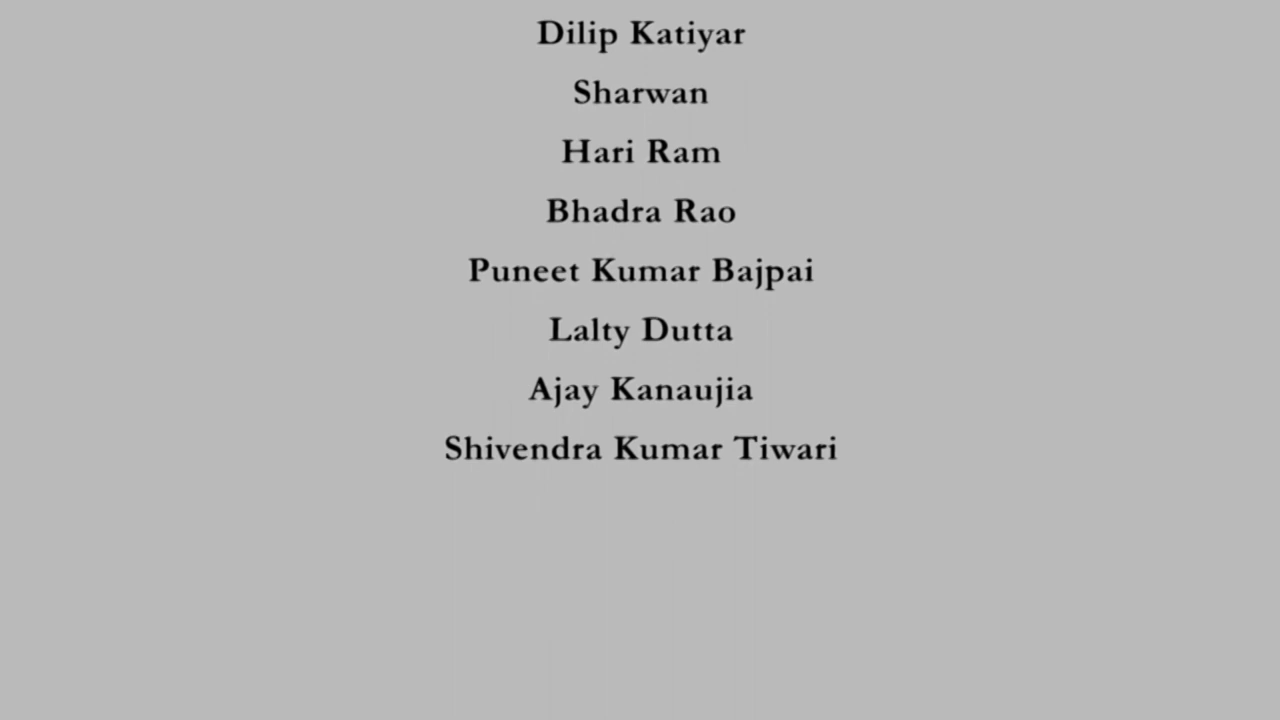 Dilip Katiyar
Sharwan
Hari Ram
Bhadra Rao
Puneet Kumar Bajpai
Lalty Dutta
Ajay Kanaujia
Shivendra Kumar Tiwari